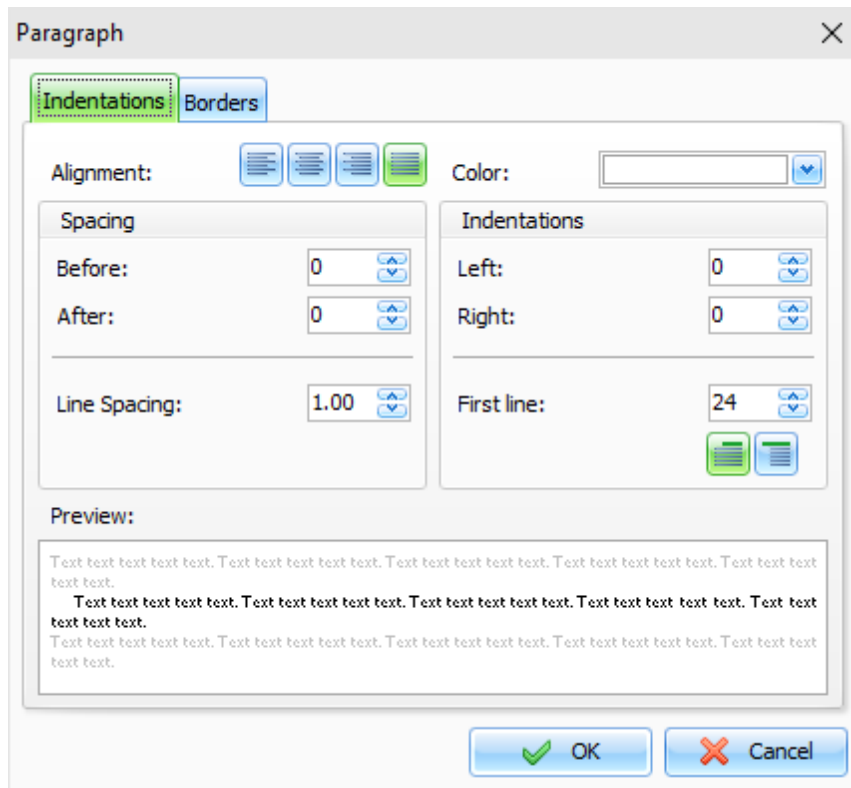 Paragraph
Indentations Borders
Alignment: Color:
Spacing Indentations
Before: 0 Left: 0
After: 0 Right: 0
Line Spacing: 1.00 First line: 24
Preview:
Text text text text text. Text text text text text. Text text text text text. Text text text text text. Text text text
text text.
Text text text text text. Text text text text text. Text text text text text. Text text text text text. Text text
text text text.
Text text text text text. Text text text text text. Text text text text text. Text text text text text. Text text text
text text.
OK Cancel